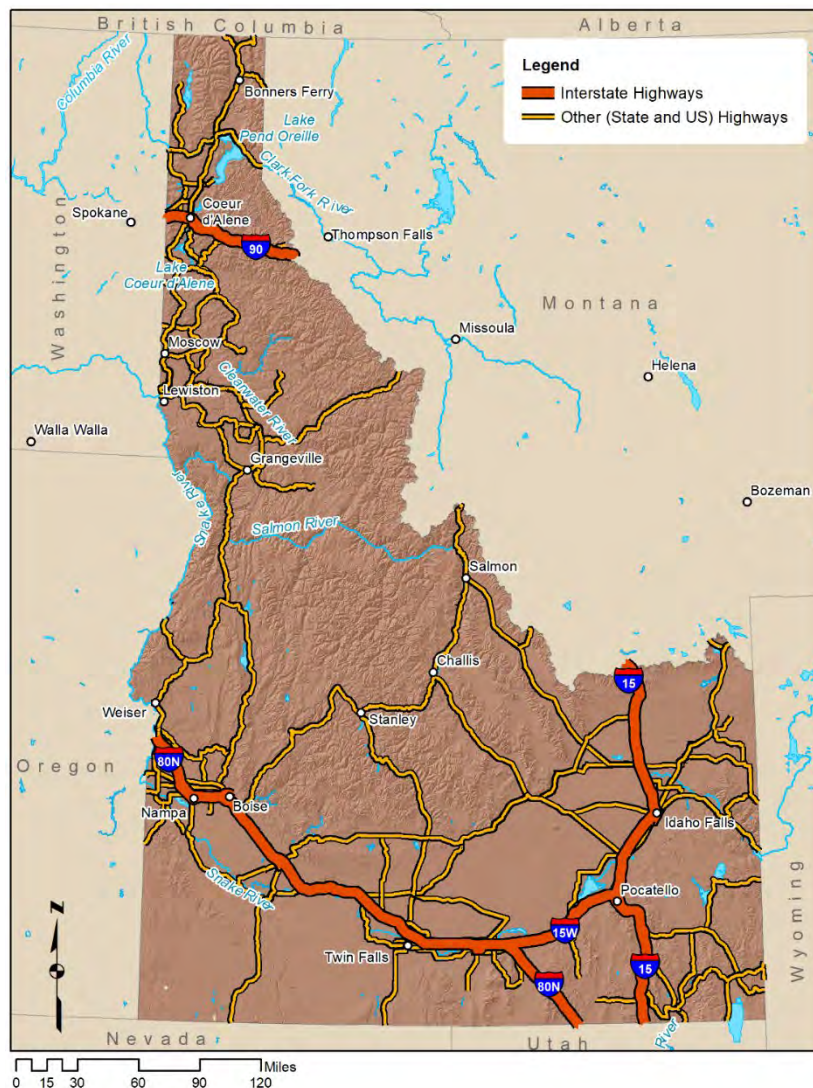 British Columbia
Alberta
Legend
Interstate Highways
Other (State and US) Highways
Columbia River
Bonners Ferry
Lake
Pend Oreille
Clark Fork River
Spokane
Coeur
d'Alene
Thompson Falls
90
Washington
Lake
Coeur d'Alene
Montana
Missoula
Moscow
Helena
Lewiston
Clearwater River
Walla Walla
Grangeville
Bozeman
Snake River
Salmon River
Salmon
Challis
15
Weiser
Stanley
Oregon
80N
Nampa
Boise
Idaho Falls
Snake River
Pocatello
Wyoming
N
15W
Twin Falls
15
80N
Nevada
Utah
River
Miles
0 15 30 60 90 120